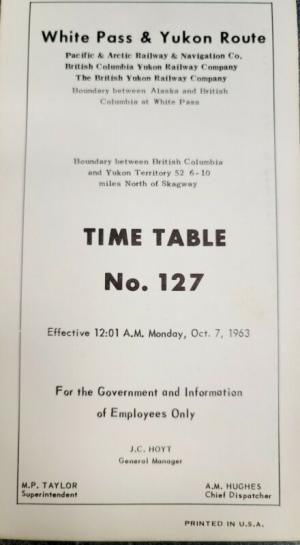 White Pass & Yukon Route
Pacific & Arctic Railway & Navigation Co.
British Columbia Yukon Railway Company
The British Yukon Railway Company
Boundary between Alaska and British
Columbia at White Pass
Boundary between British Columbia
and Yukon Territory 52 6-10
miles North of Skagway
TIME TABLE
No. 127
Effective 12:01 A.M. Monday, Oct. 7, 1963
For the Government and Information
of Employees Only
J.C. HOYT
General Manager
M.P. TAYLOR
Superintendent
A.M. HUGHES
Chief Dispatcher
PRINTED IN U.S.A.